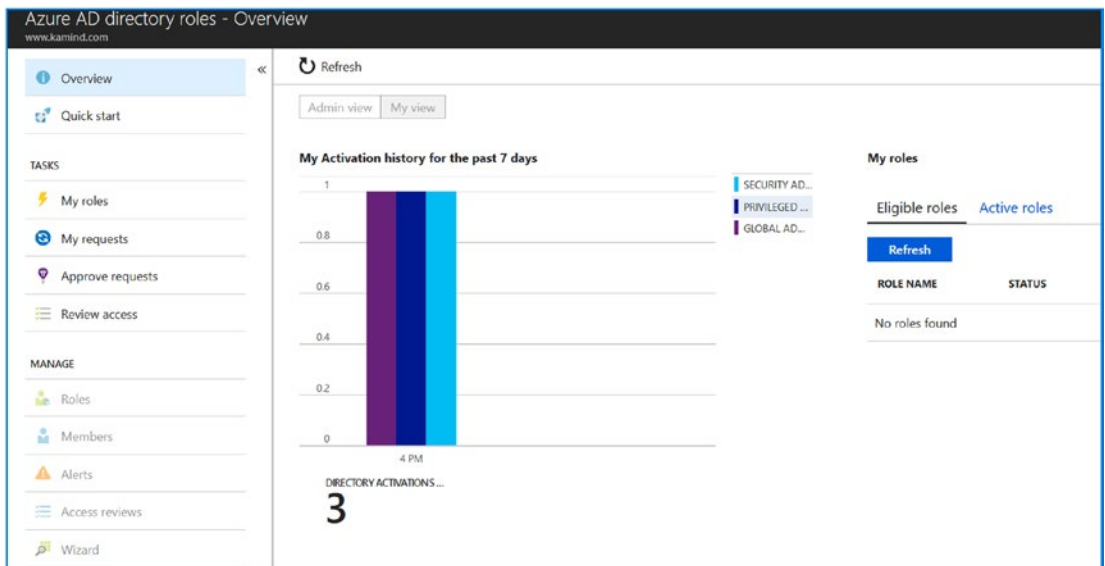 Azure AD directory roles - Overview
www.kamind.com
Overview
Quick start
TASKS
My roles
My requests
Approve requests
Review access
MANAGE
Roles
Members
Alerts
Access reviews
Wizard
Refresh
Admin view My view
My Activation history for the past 7 days
1
0.8
0.6
0.4
0.2
0
4 PM
SECURITY AD...
PRIVILEGED ...
GLOBAL AD...
DIRECTORY ACTIVATIONS ...
3
My roles
Eligible roles Active roles
Refresh
ROLE NAME STATUS
No roles found